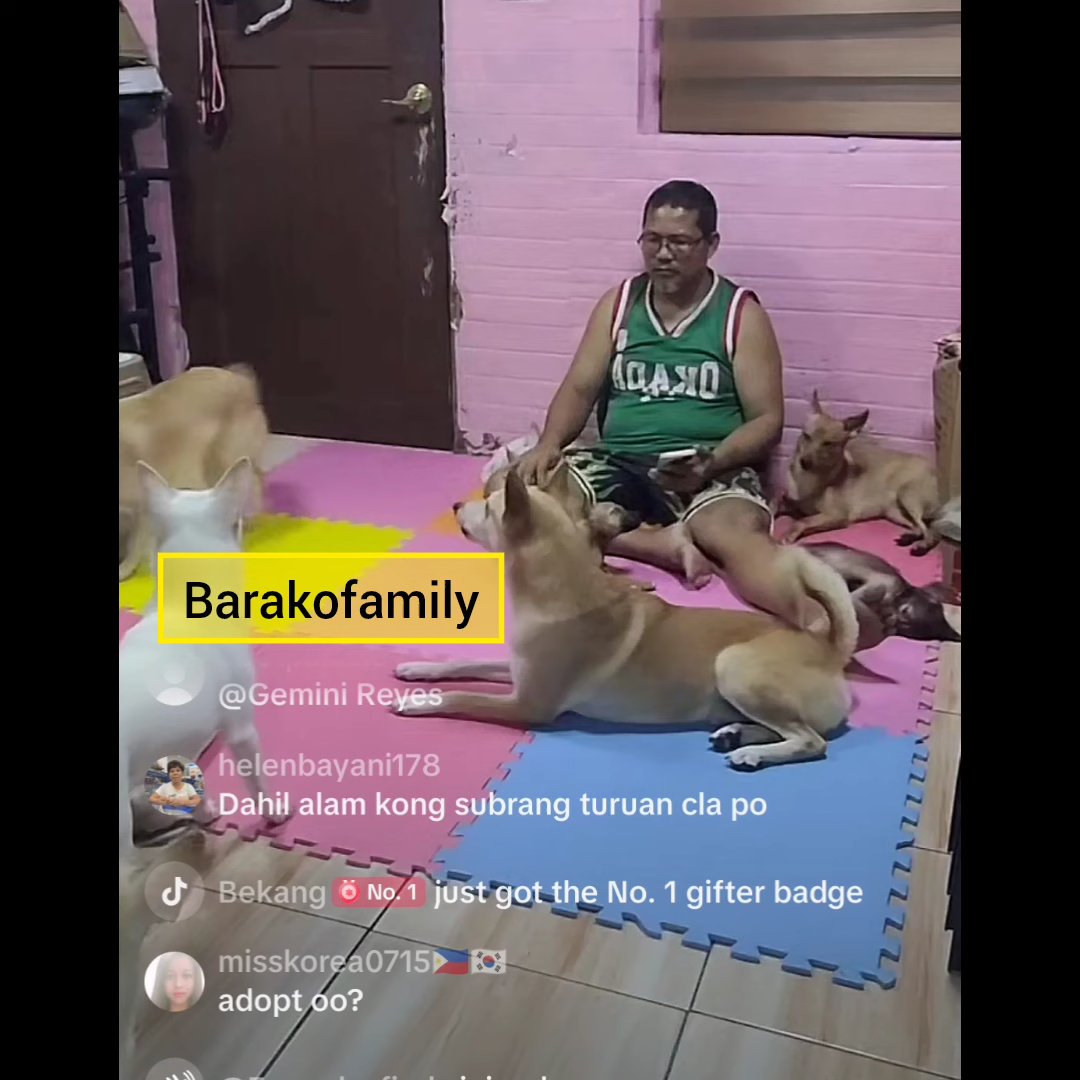 OKADA
Barakofamily
@Gemini Reyes
helenbayani178
Dahil alam kong subrang turuan cla po
Bekang No. 1 just got the No. 1 gifter badge
misskorea0715🇵🇭🇰🇷
adopt oo?